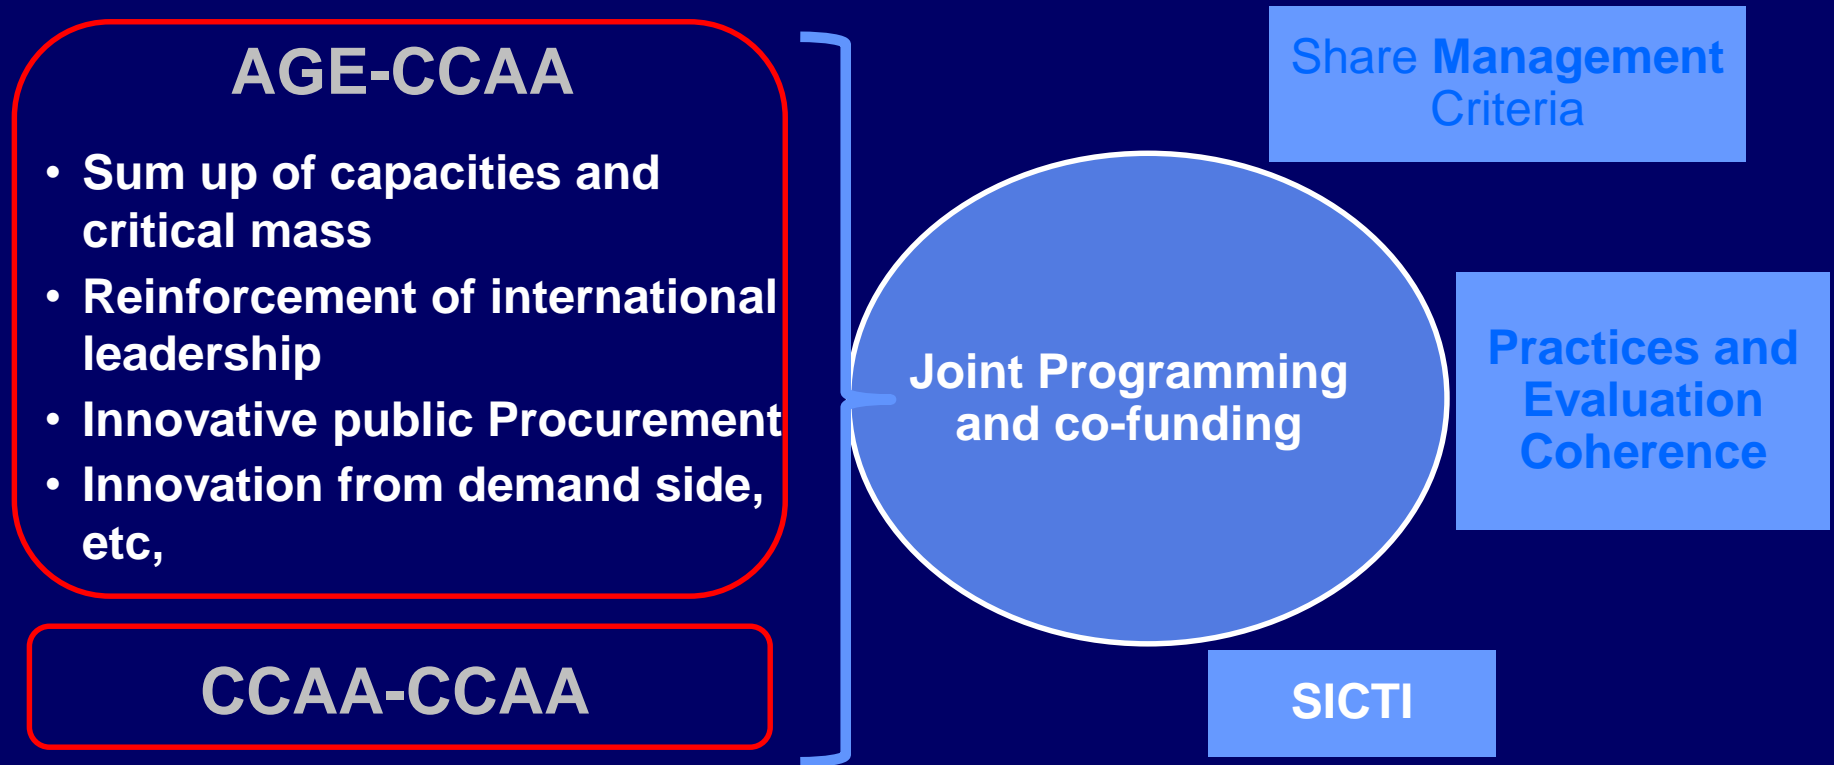 AGE-CCAA
• Sum up of capacities and
critical mass
• Reinforcement of international
leadership
• Innovative public Procurement
• Innovation from demand side,
etc,
CCAA-CCAA
Joint Programming
and co-funding
Share Management
Criteria
Practices and
Evaluation
Coherence
SICTI